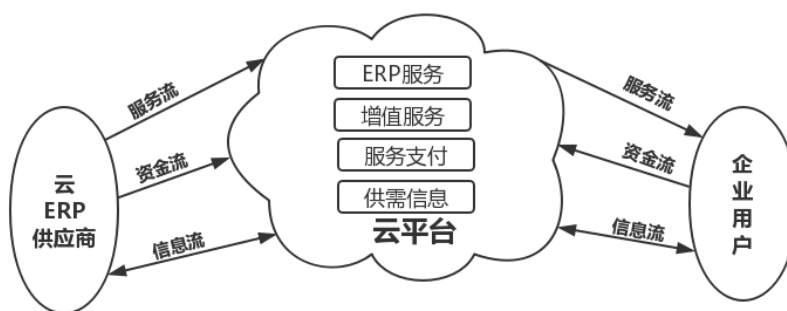 服务流
资金流
信息流
云
ERP
供应商
ERP服务
增值服务
服务支付
供需信息
云平台
服务流
资金流
信息流
企
业
用
户